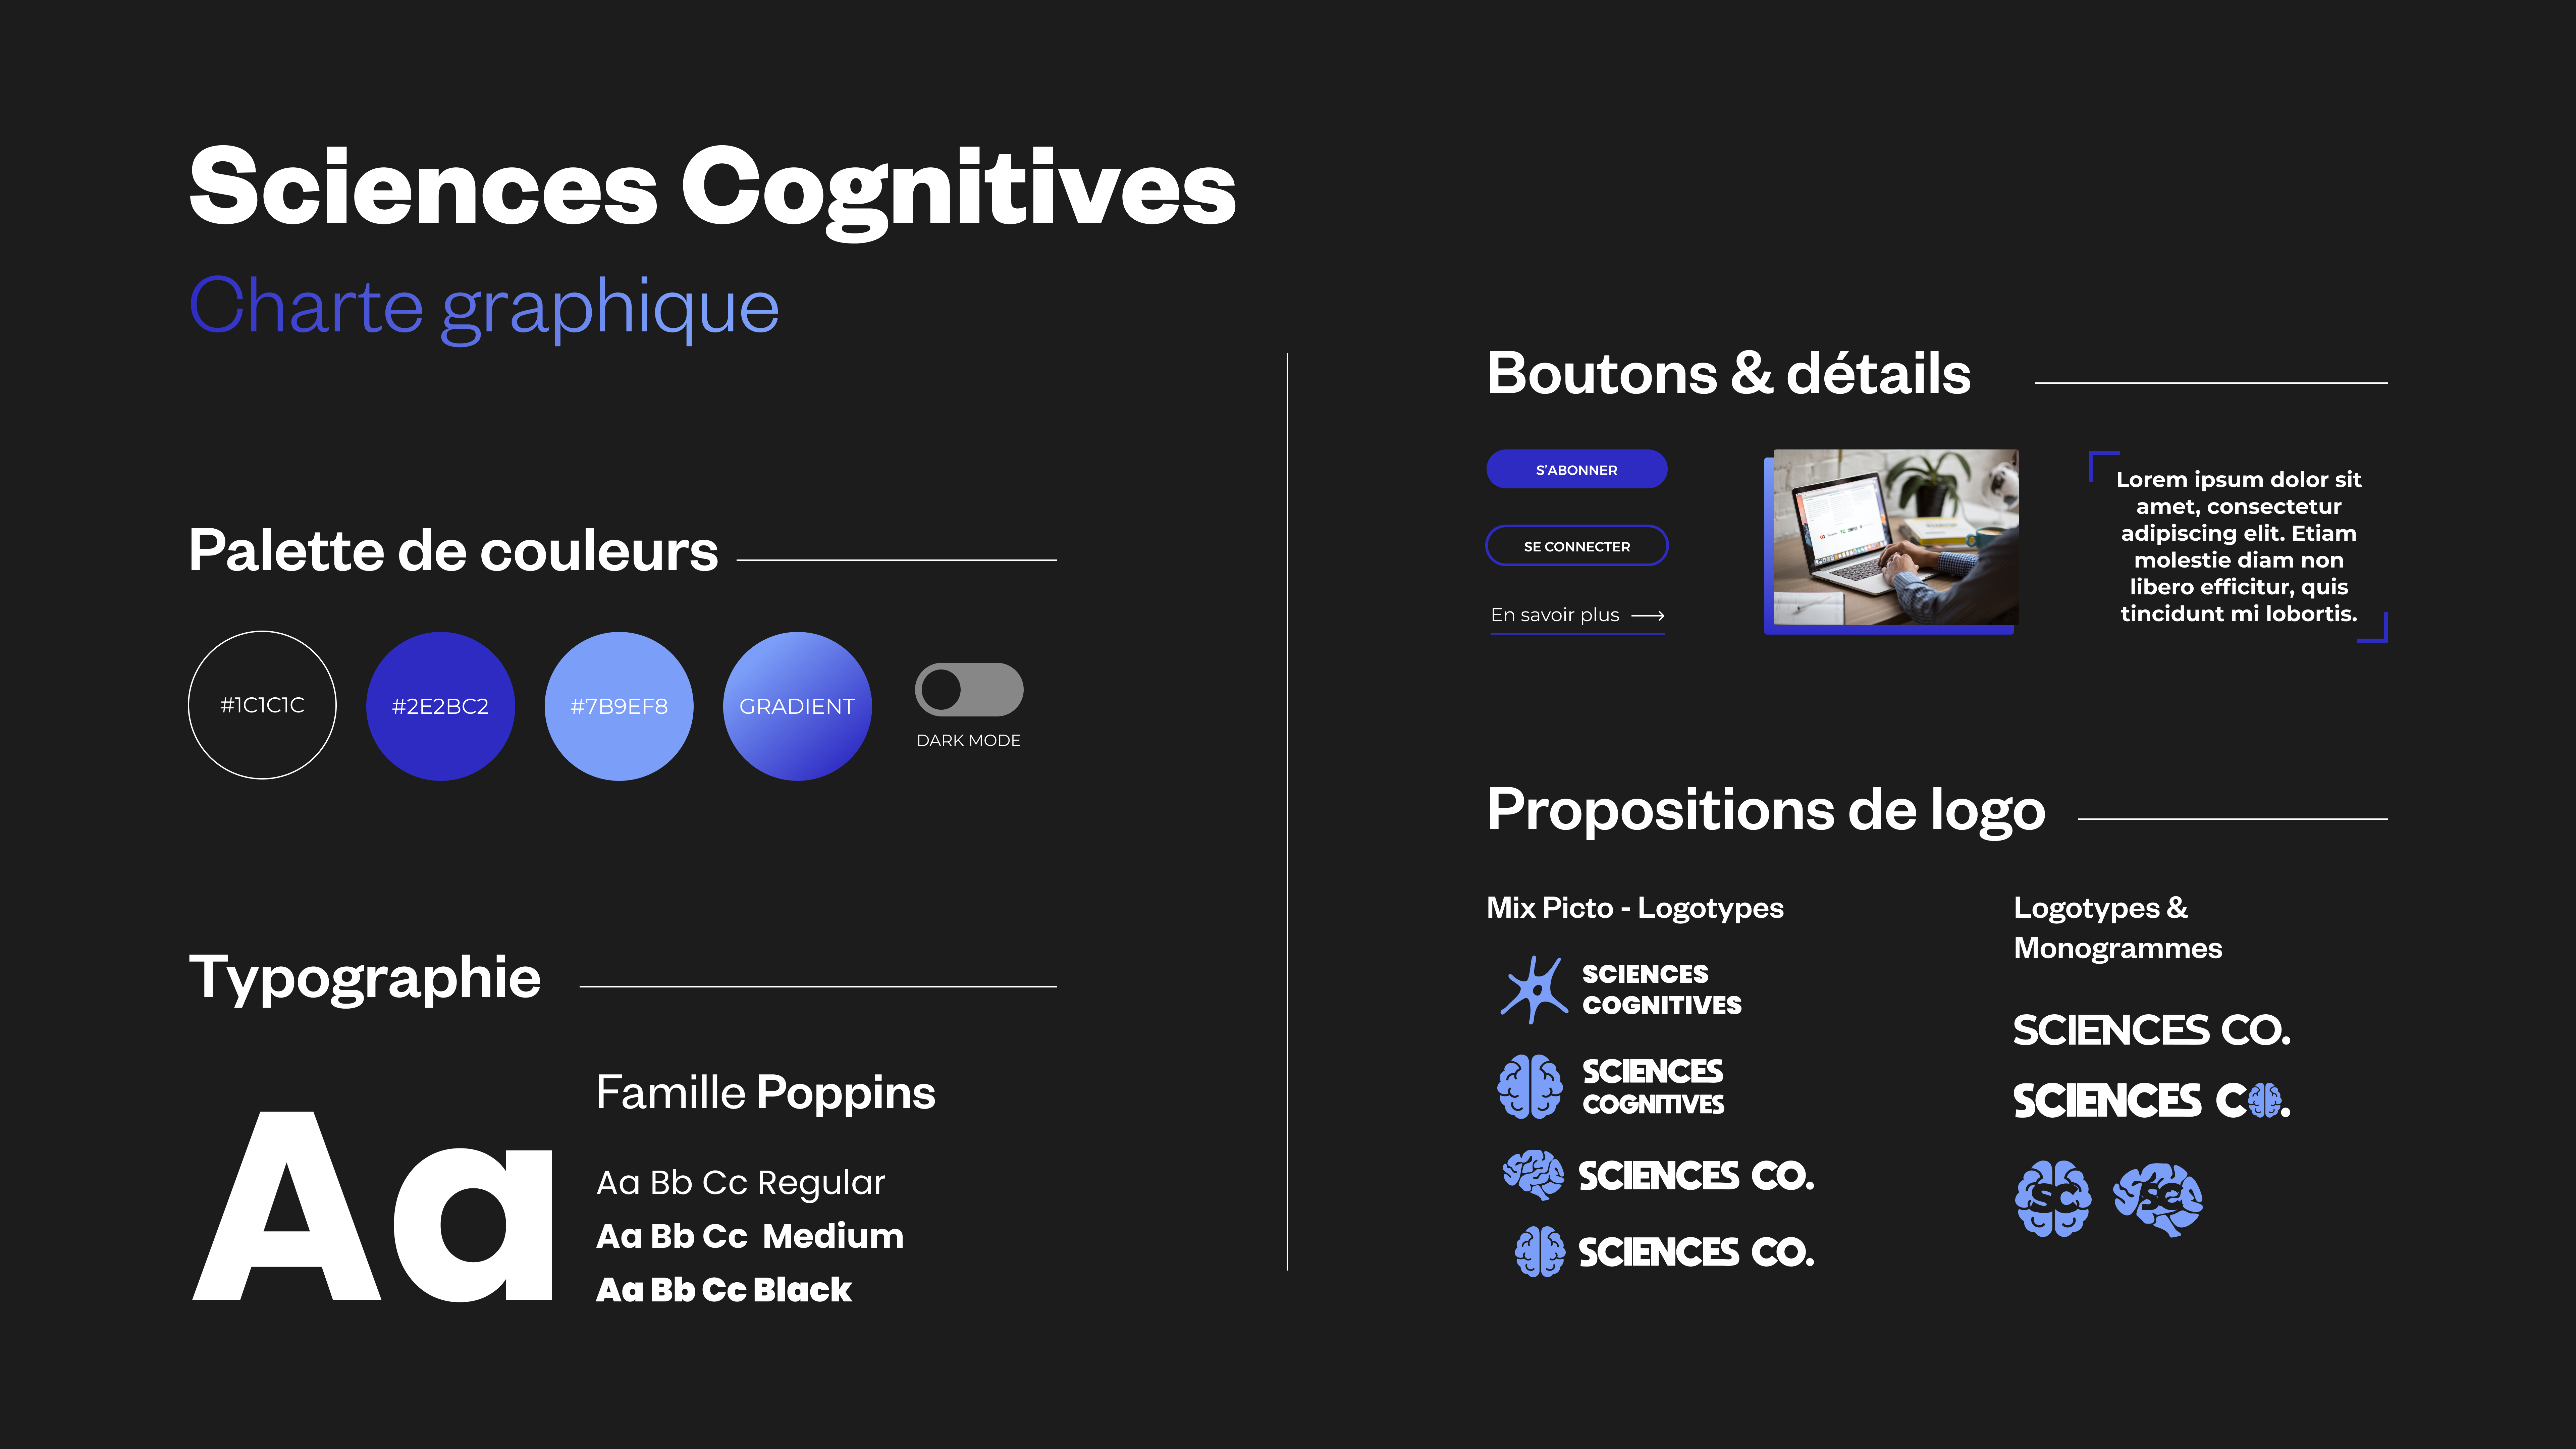 Sciences Cognitives
Charte graphique
Palette de couleurs
#1C1C1C
#2E2BC2
#7B9EF8
GRADIENT
DARK MODE
Typographie
Aa
Famille Poppins
Aa Bb Cc Regular
Aa Bb Cc Medium
Aa Bb Cc Black
Boutons & détails
S'ABONNER
SE CONNECTER
En savoir plus
Lorem ipsum dolor sit
amet, consectetur
adipiscing elit. Etiam
molestie diam non
libero efficitur, quis
tincidunt mi lobortis.
Propositions de logo
Mix Picto - Logotypes
SCIENCES
COGNITIVES
SCIENCES
COGNITIVES
SCIENCES CO.
SCIENCES CO.
Logotypes &
Monogrammes
SCIENCES CO.
SCIENCES CO.
SC
SC